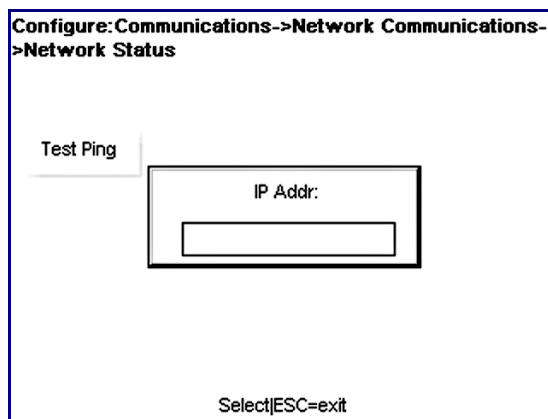 Configure:Communications->Network Communications-
>Network Status
Test Ping
IP Addr:
Select|ESC=exit